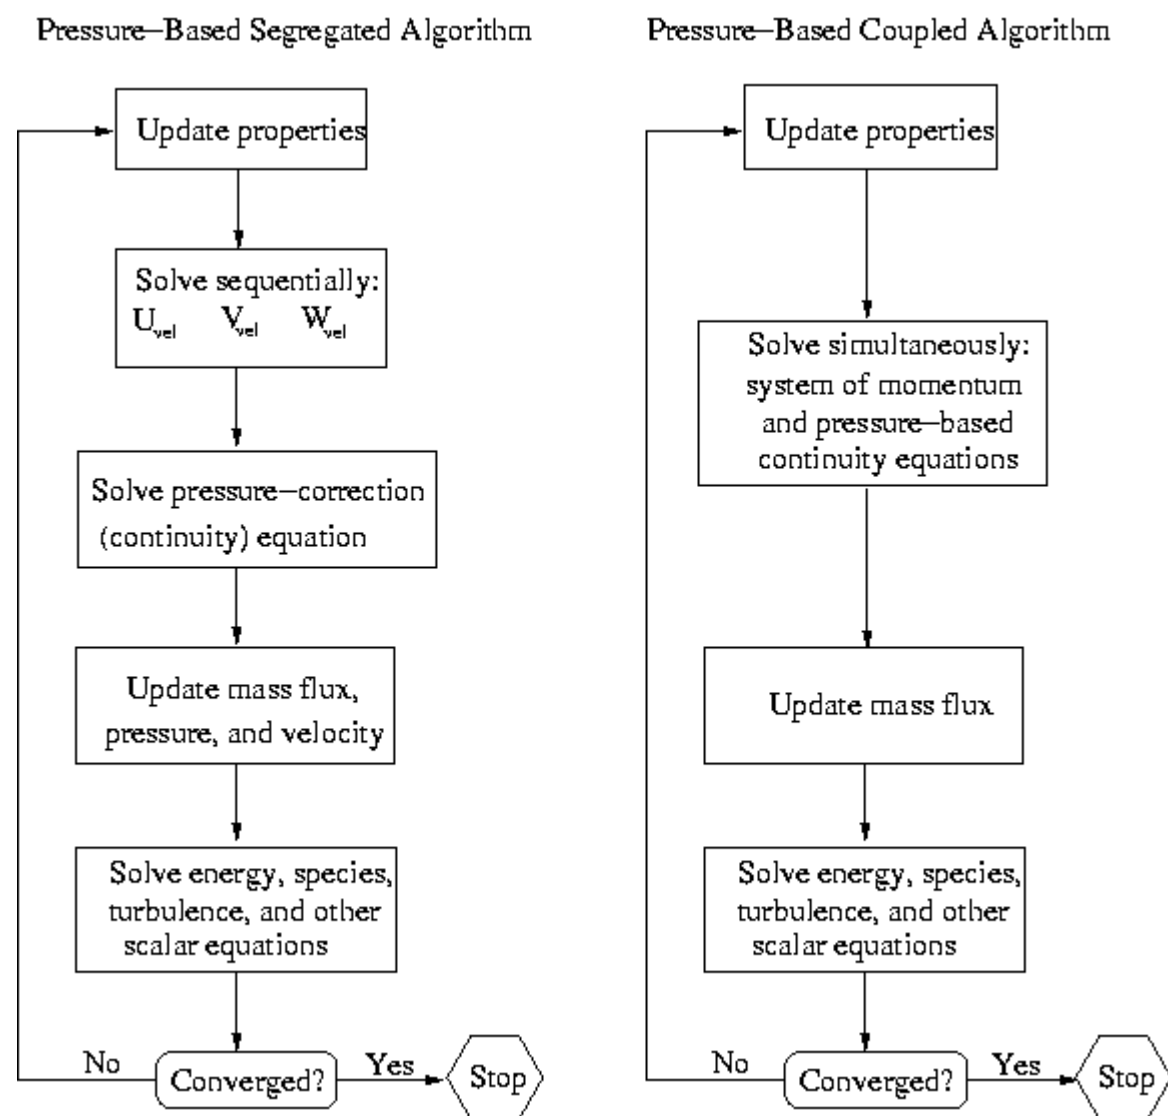 Pressure–Based Segregated Algorithm
Update properties
Solve sequentially:
Uvel Vvel Wvel
Solve pressure–correction
(continuity) equation
Update mass flux,
pressure, and velocity
Solve energy, species,
turbulence, and other
scalar equations
No
Converged?
Yes
Stop
Pressure–Based Coupled Algorithm
Update properties
Solve simultaneously:
system of momentum
and pressure–based
continuity equations
Update mass flux
Solve energy, species,
turbulence, and other
scalar equations
No
Converged?
Yes
Stop